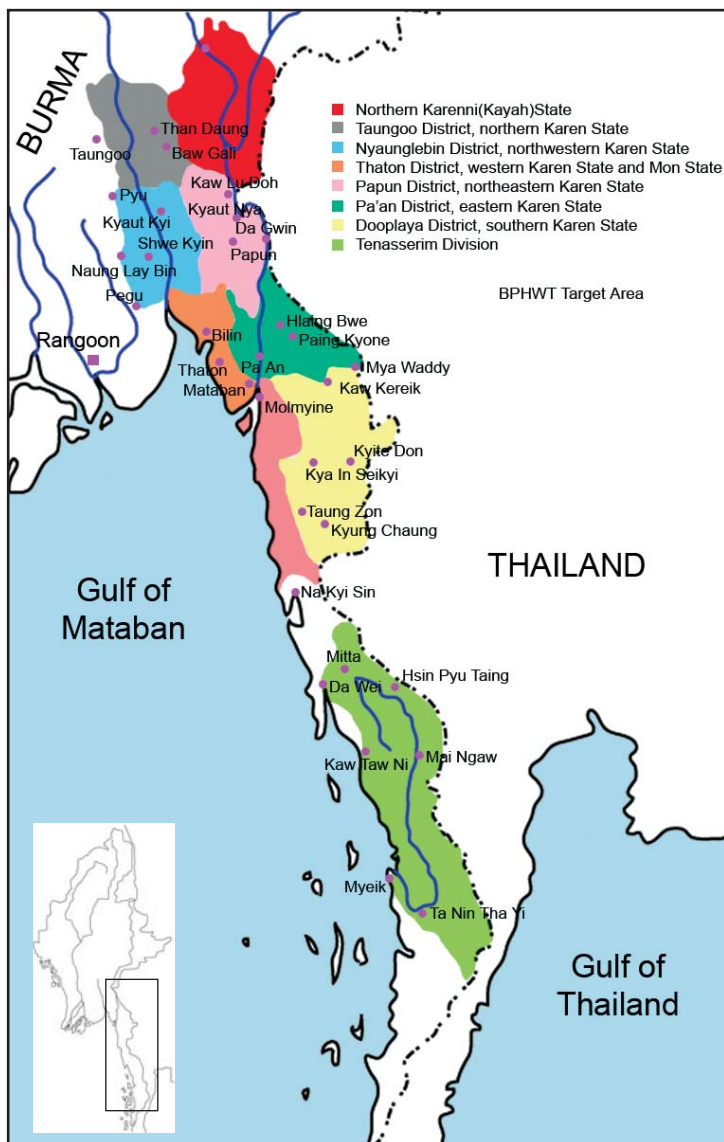 BURMA
Northern Karenni(Kayah)State
Taungoo District, northern Karen State
Nyaunglebin District, northwestern Karen State
Thaton District, western Karen State and Mon State
Papun District, northeastern Karen State
Pa'an District, eastern Karen State
Dooplaya District, southern Karen State
Tenasserim Division
BPHWT Target Area
Than Daung
Taungoo
Baw Gali
Kaw Lu Doh
Pyu
Kyaut Nya
Kyaut Kyi
Da Gwin
Shwe Kyin
Papun
Naung Lay Bin
Pegu
Rangoon
Bilin
Hlaing Bwe
Paing Kyone
Thaton
Pa An
Mya Waddy
Mataban
Kaw Kereik
Molmyine
Kyite Don
Kya In Seikyi
Taung Zon
Kyung Chaung
THAILAND
Gulf of
Mataban
Na Kyi Sin
Mitta
Hsin Pyu Taing
Da Wei
Kaw Taw Ni
Mai Ngaw
Myeik
Ta Nin Tha Yi
Gulf of
Thailand